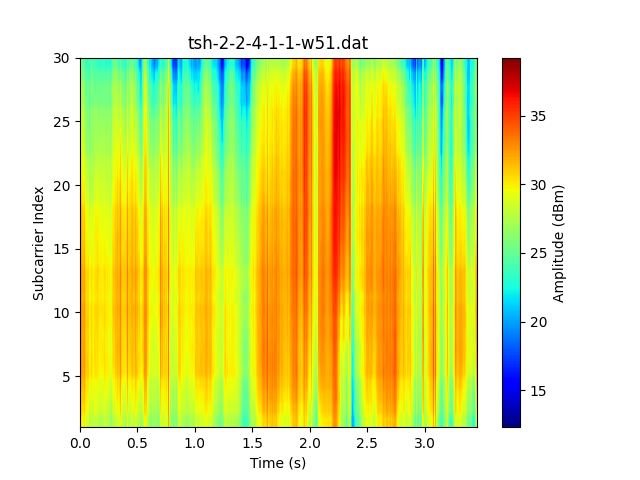 tsh-2-2-4-1-1-w51.dat
30
25
20
15
10
5
Subcarrier Index
0.0 0.5 1.0 1.5 2.0 2.5 3.0
Time (s)
35
30
25
20
15
Amplitude (dBm)